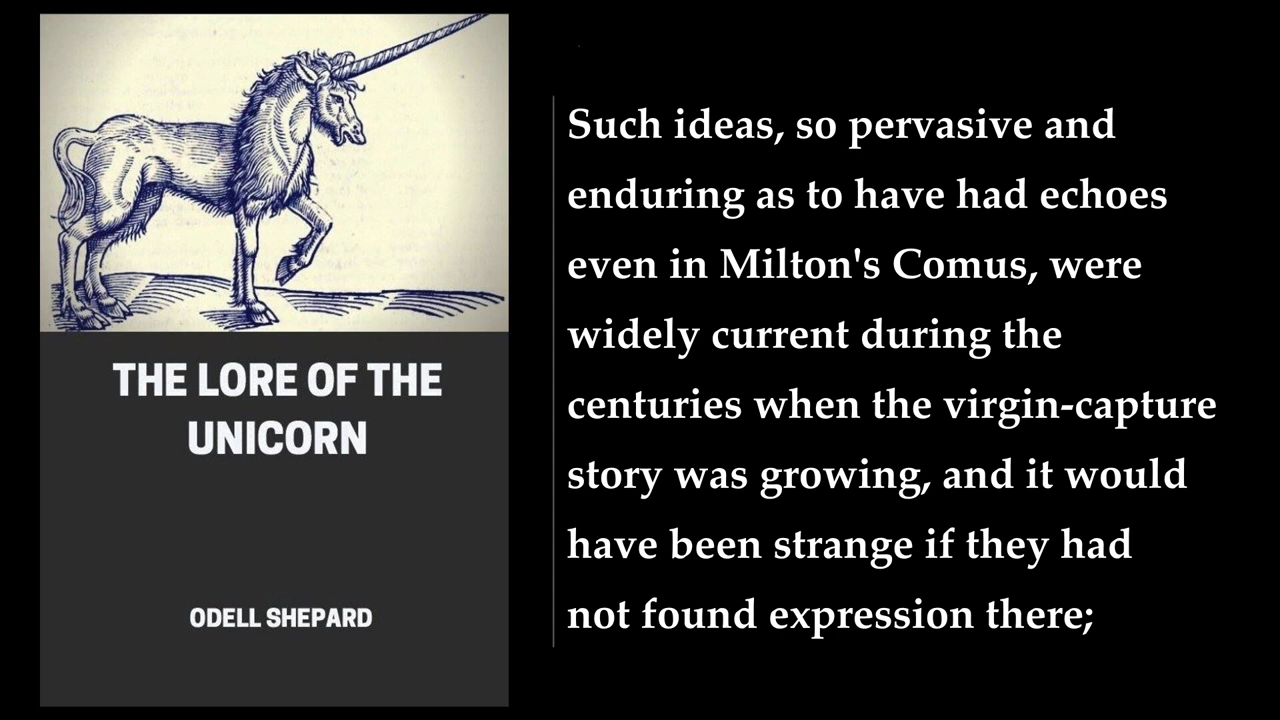 THE LORE OF THE
UNICORN
ODELL SHEPARD
Such ideas, so pervasive and
enduring as to have had echoes
even in Milton's Comus, were
widely current during the
centuries when the virgin-capture
story was growing, and it would
have been strange if they had
not found expression there;